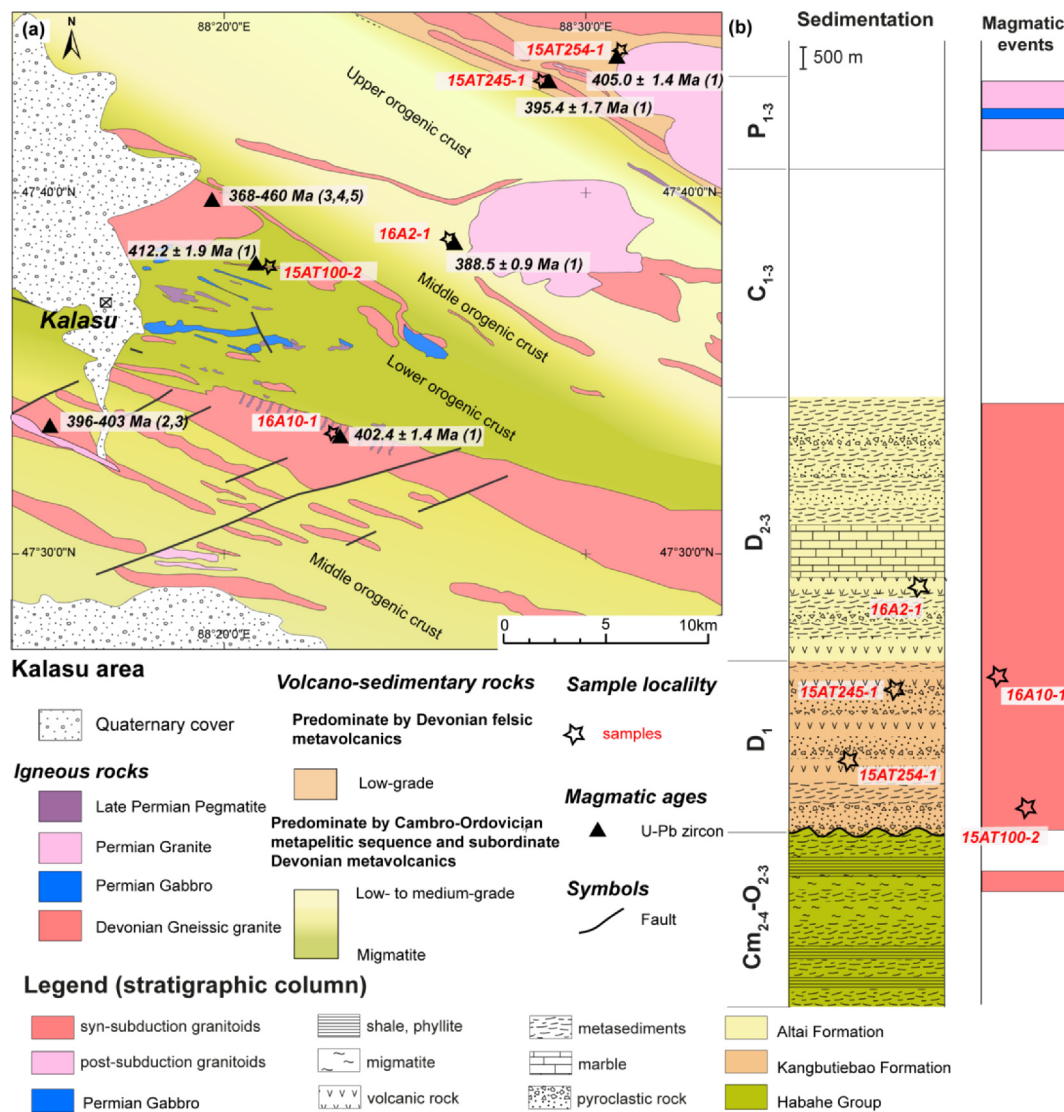 (a)
N
88°20'0"E
88°30'0"E
15AT254-1
405.0 ± 1.4 Ma (1)
15AT245-1
395.4 ± 1.7 Ma (1)
Upper orogenic crust
47°40'0"N
47°40'0"N
368-460 Ma (3,4,5)
16A2-1
388.5 ± 0.9 Ma (1)
412.2 ± 1.9 Ma (1)
15AT100-2
Middle orogenic crust
Kalasu
Lower orogenic crust
396-403 Ma (2,3)
16A10-1
402.4 ± 1.4 Ma (1)
47°30'0"N
47°30'0"N
Middle orogenic crust
88°20'0"E
88°30'0"E
0 5 10km
(b)
Sedimentation
Magmatic
events
500 m
P1-3
C1-3
D2-3
16A2-1
D1
15AT245-1
15AT254-1
16A10-1
15AT100-2
Cm2-4-O2-3
Kalasu area
Quaternary cover
Igneous rocks
Late Permian Pegmatite
Permian Granite
Permian Gabbro
Devonian Gneissic granite
Volcano-sedimentary rocks
Predominate by Devonian felsic
metavolcanics
Low-grade
Predominate by Cambro-Ordovician
metapelitic sequence and subordinate
Devonian metavolcanics
Low- to medium-grade
Migmatite
Sample localilty
samples
Magmatic ages
U-Pb zircon
Symbols
Fault
Legend (stratigraphic column)
syn-subduction granitoids
post-subduction granitoids
Permian Gabbro
shale, phyllite
migmatite
volcanic rock
metasediments
marble
pyroclastic rock
Altai Formation
Kangbutiebao Formation
Habahe Group